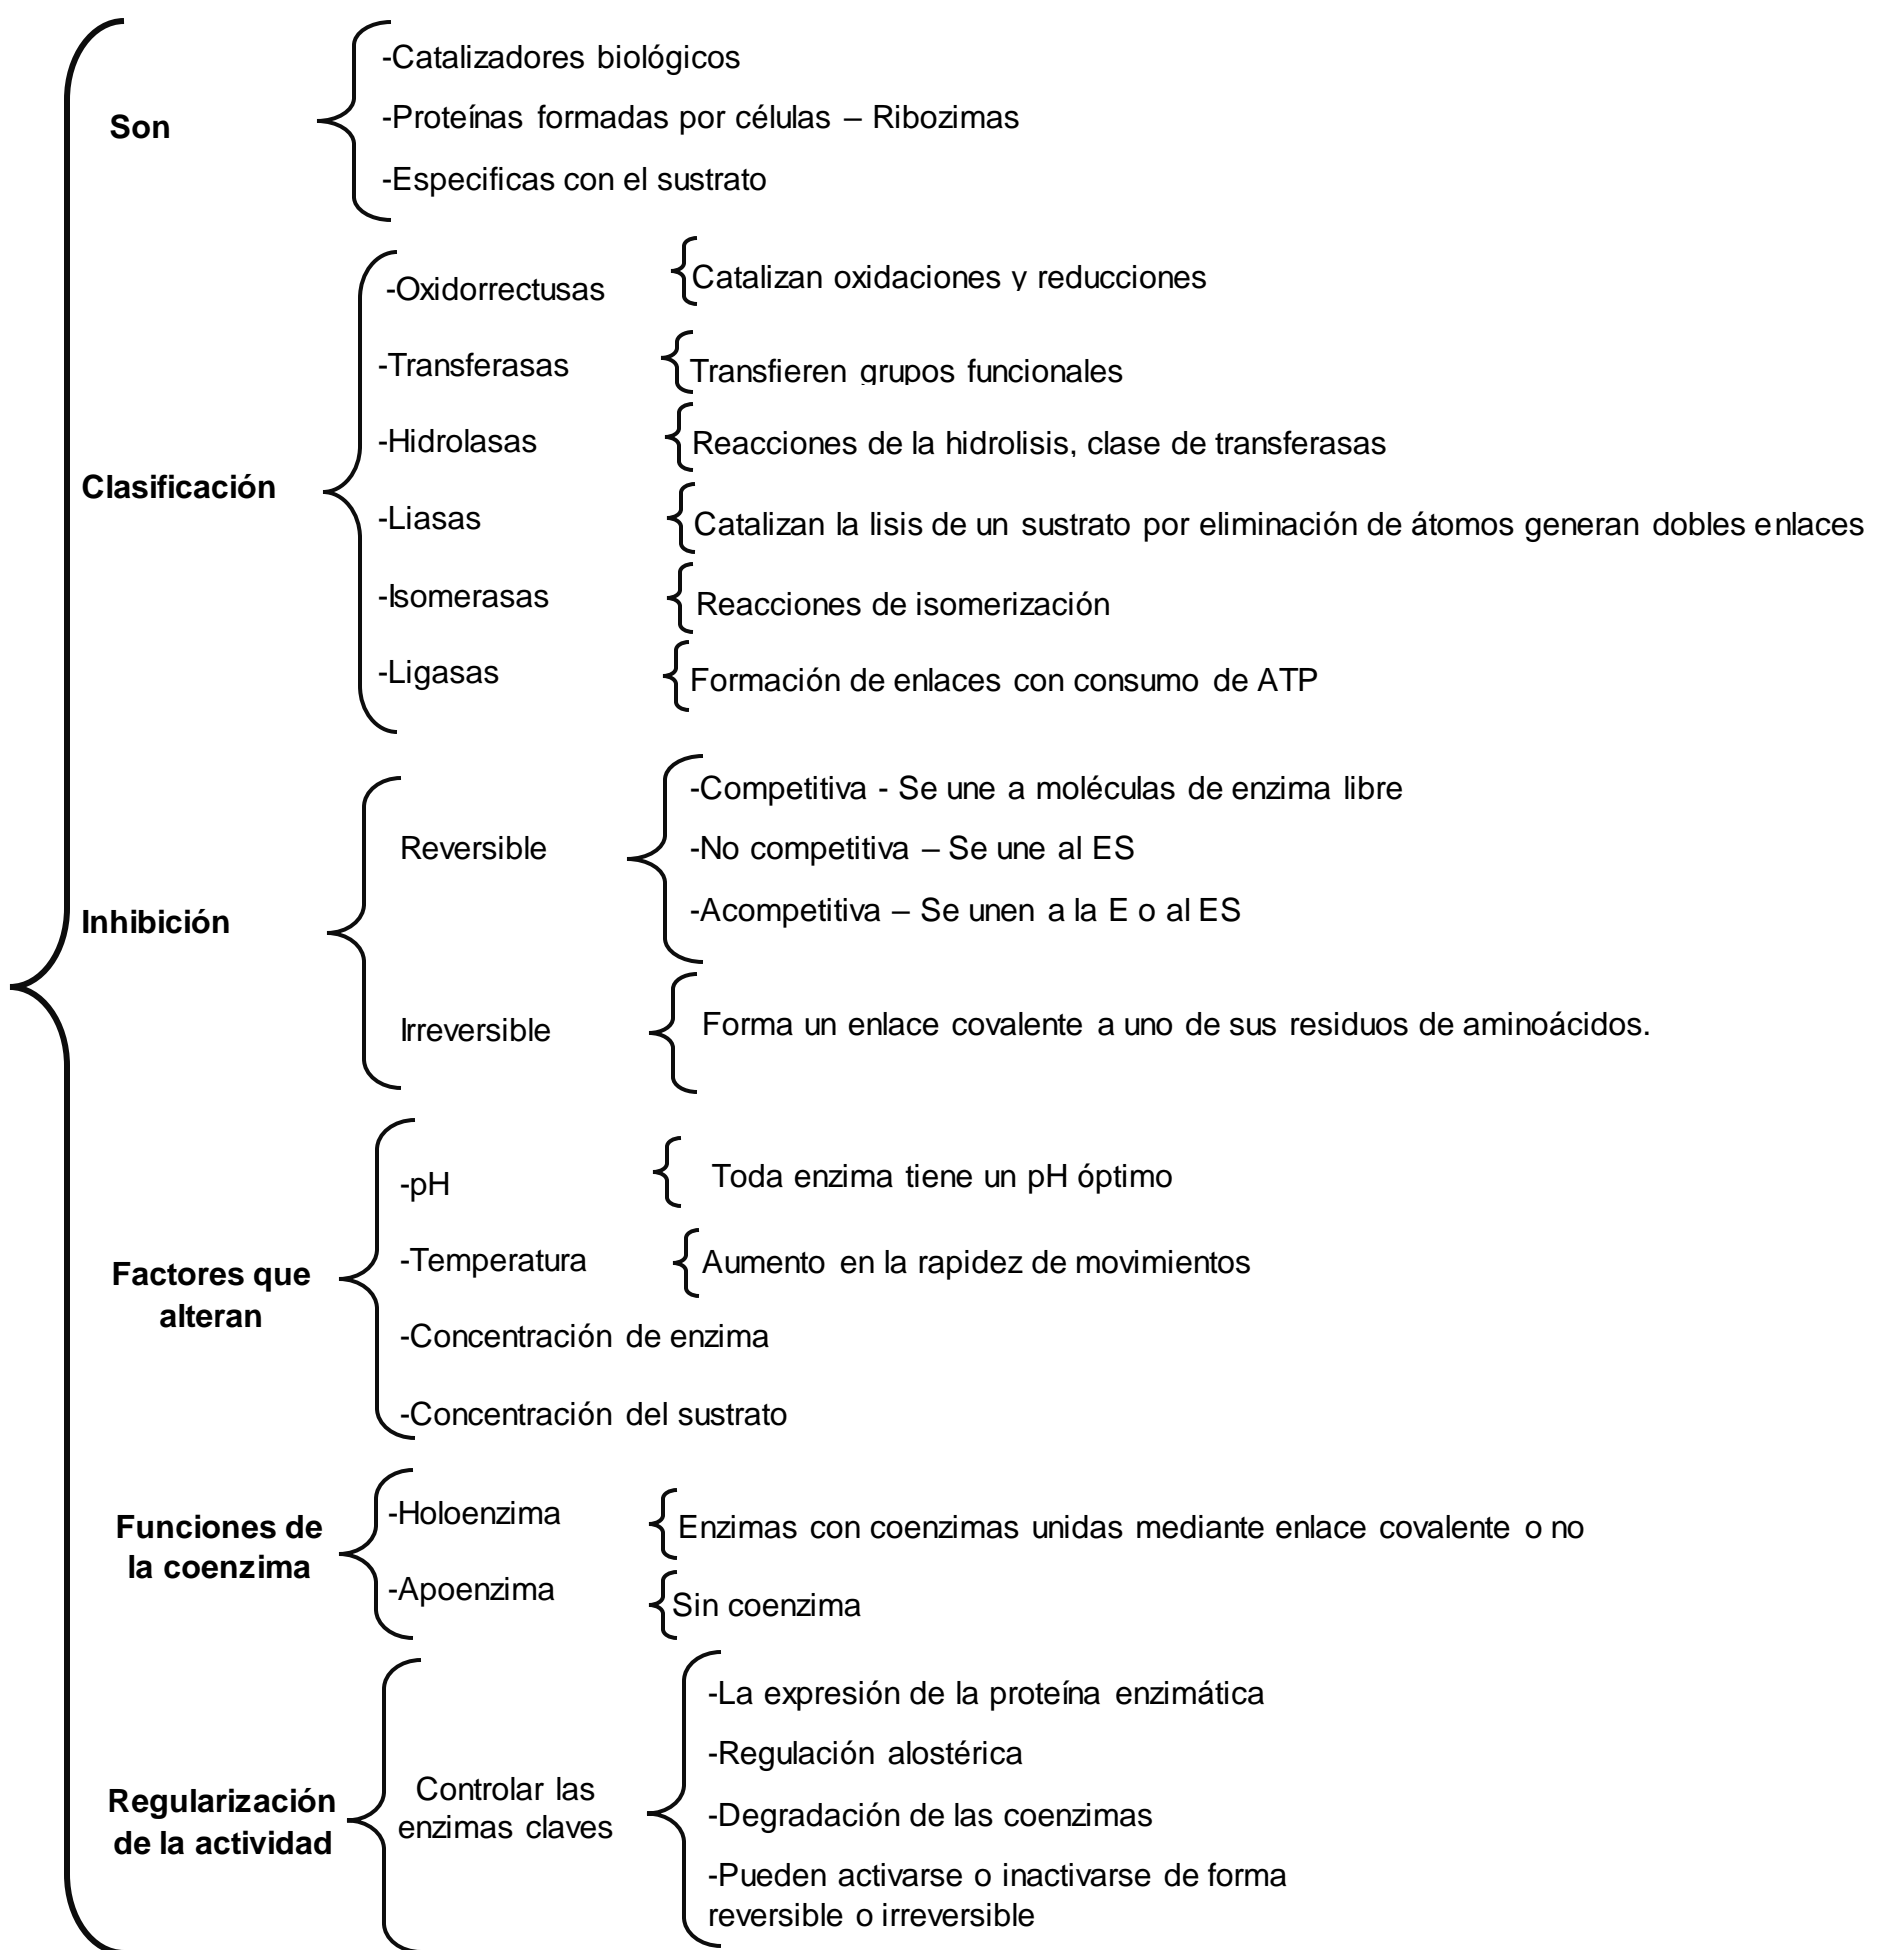 Son
-Catalizadores biológicos
-Proteínas formadas por células – Ribozimas
-Especificas con el sustrato
Clasificación
-Oxidorrectusas
Catalizan oxidaciones y reducciones
-Transferasas
Transfieren grupos funcionales
-Hidrolasas
Reacciones de la hidrolisis, clase de transferasas
-Liasas
Catalizan la lisis de un sustrato por eliminación de átomos generan dobles enlaces
-Isomerasas
Reacciones de isomerización
-Ligasas
Formación de enlaces con consumo de ATP
Inhibición
Reversible
-Competitiva - Se une a moléculas de enzima libre
-No competitiva – Se une al ES
-Acompetitiva – Se unen a la E o al ES
Irreversible
Forma un enlace covalente a uno de sus residuos de aminoácidos.
Factores que
alteran
-pH
Toda enzima tiene un pH óptimo
-Temperatura
Aumento en la rapidez de movimientos
-Concentración de enzima
-Concentración del sustrato
Funciones de
la coenzima
-Holoenzima
Enzimas con coenzimas unidas mediante enlace covalente o no
-Apoenzima
Sin coenzima
Regularización
de la actividad
Controlar las
enzimas claves
-La expresión de la proteína enzimática
-Regulación alostérica
-Degradación de las coenzimas
-Pueden activarse o inactivarse de forma
reversible o irreversible